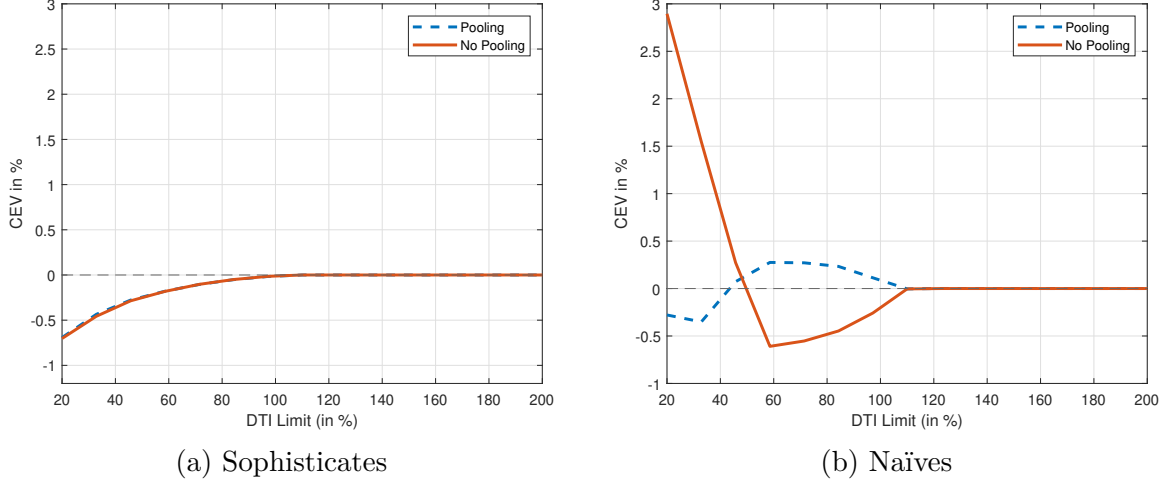 3
2.5
2
1.5
1
0.5
0
-0.5
-1
CEV in %
Pooling
No Pooling
20 40 60 80 100 120 140 160 180 200
DTI Limit (in %)
(a) Sophisticates
3
2.5
2
1.5
1
0.5
0
-0.5
-1
CEV in %
Pooling
No Pooling
20 40 60 80 100 120 140 160 180 200
DTI Limit (in %)
(b) Naïves